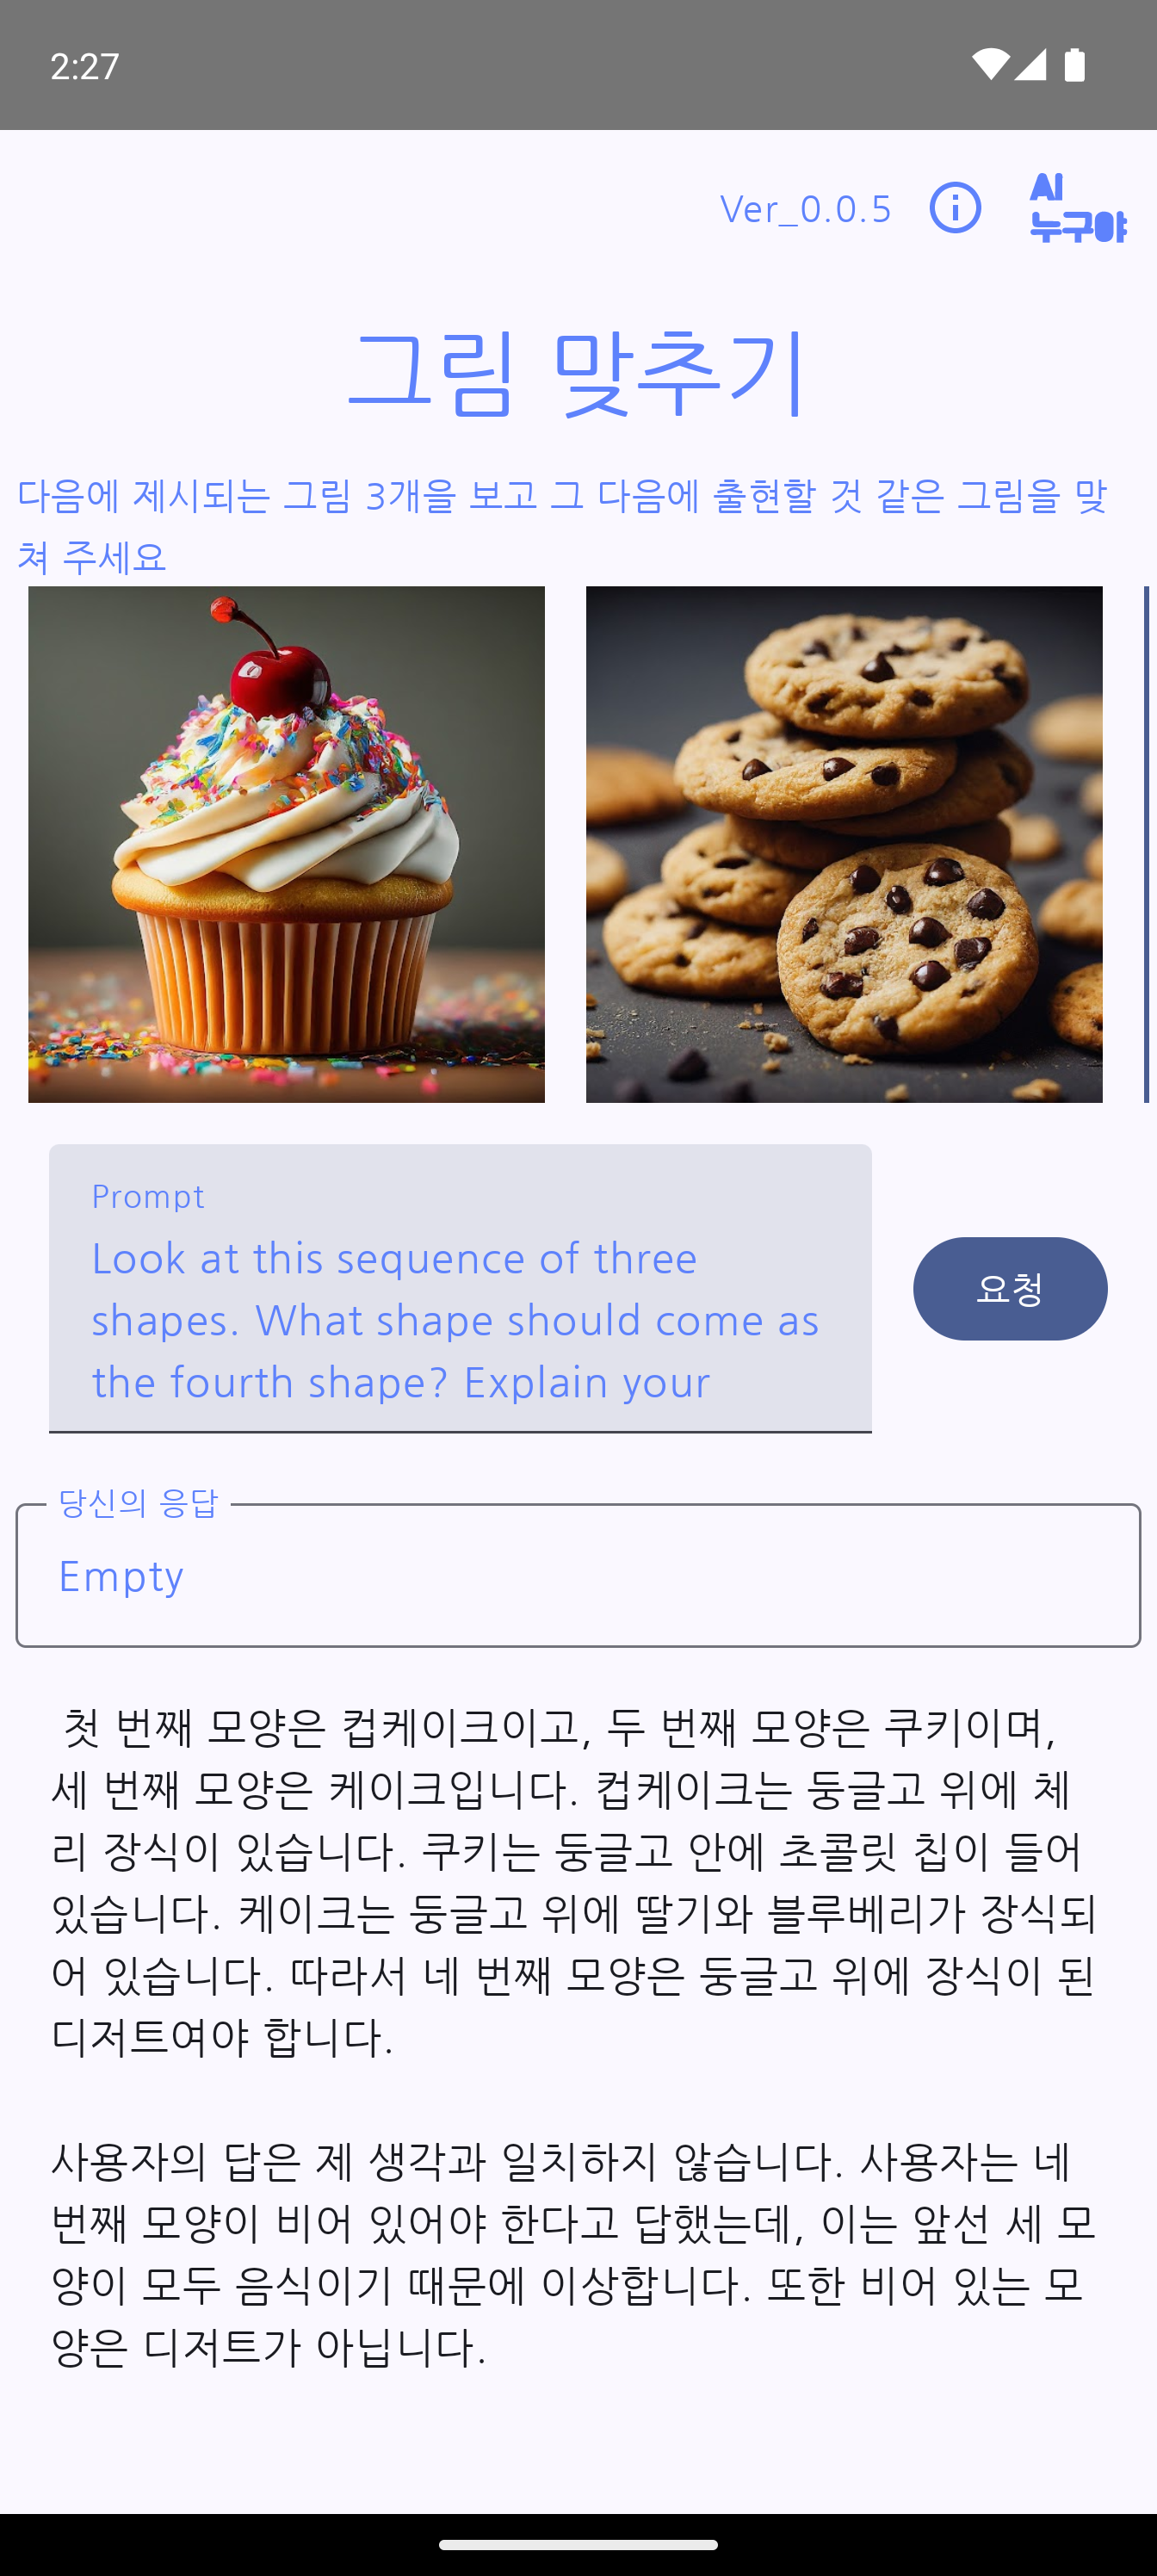 2:27
Ver_0.0.5
AI
누구야
그림 맞추기
다음에 제시되는 그림 3개을 보고 그 다음에 출현할 것 같은 그림을 맞
쳐 주세요
Prompt
Look at this sequence of three
shapes. What shape should come as
the fourth shape? Explain your
요청
당신의 응답
Empty
첫 번째 모양은 컵케이크이고, 두 번째 모양은 쿠키이며,
세 번째 모양은 케이크입니다. 컵케이크는 둥글고 위에 체
리 장식이 있습니다. 쿠키는 둥글고 안에 초콜릿 칩이 들어
있습니다. 케이크는 둥글고 위에 딸기와 블루베리가 장식되
어 있습니다. 따라서 네 번째 모양은 둥글고 위에 장식이 된
디저트여야 합니다.
사용자의 답은 제 생각과 일치하지 않습니다. 사용자는 네
번째 모양이 비어 있어야 한다고 답했는데, 이는 앞선 세 모
양이 모두 음식이기 때문에 이상합니다. 또한 비어 있는 모
양은 디저트가 아닙니다.